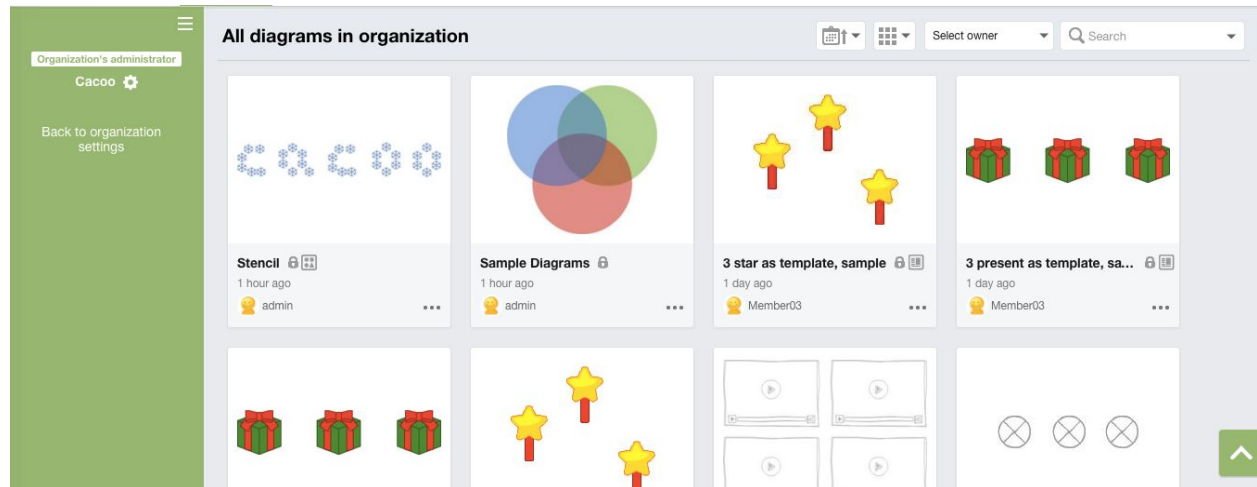 All diagrams in organization
Select owner
Search
Organization's administrator
Cacoo
Back to organization
settings
CACOO
Stencil
1 hour ago
admin
Sample Diagrams
1 hour ago
admin
3 star as template, sample
1 day ago
Member03
3 present as template, sa...
1 day ago
Member03